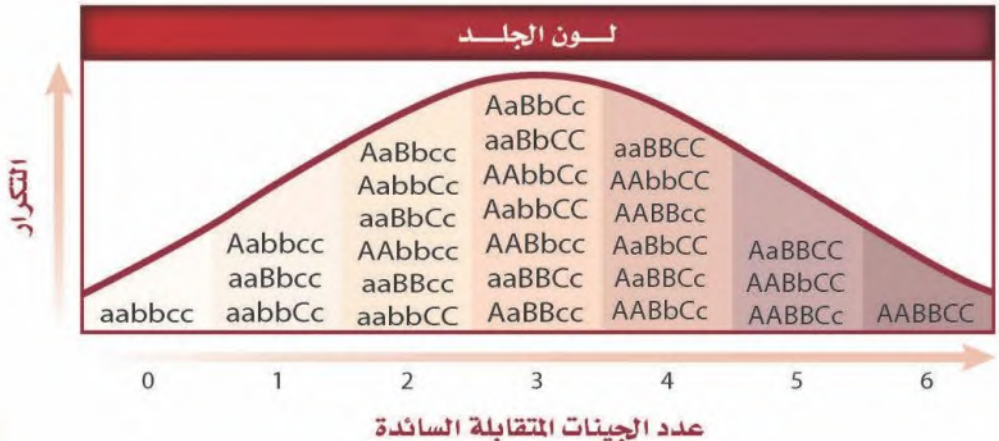 لـــون الجلـــد
التكرار
aabbcc
Aabbcc
aaBbcc
aabbCc
AaBbcc
AabbCc
aaBbCc
AAbbcc
aaBBcc
aabbCC
AaBbCc
aaBbCC
AAbbCc
AabbCC
AABbcc
aaBBCc
AaBBcc
aaBBCC
AAbbCC
AABBcc
AaBbCC
AaBBCc
AABbCc
AaBBCC
AABbCC
AABBCc
AABBCC
0 1 2 3 4 5 6
عدد الجينات المتقابلة السائدة